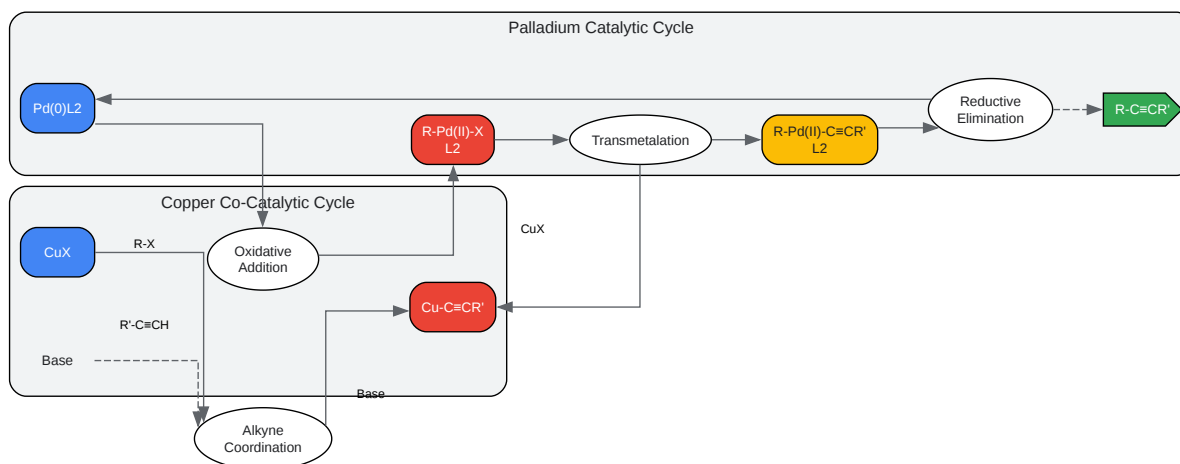 Palladium Catalytic Cycle
Pd(0)L2
R-Pd(II)-X
L2
Transmetalation
R-Pd(II)-C≡CR'
L2
Reductive
Elimination
R-C≡CR'
Copper Co-Catalytic Cycle
CuX
R-X
Oxidative
Addition
CuX
Cu-C≡CR'
R'-C≡CH
Base
Base
Alkyne
Coordination